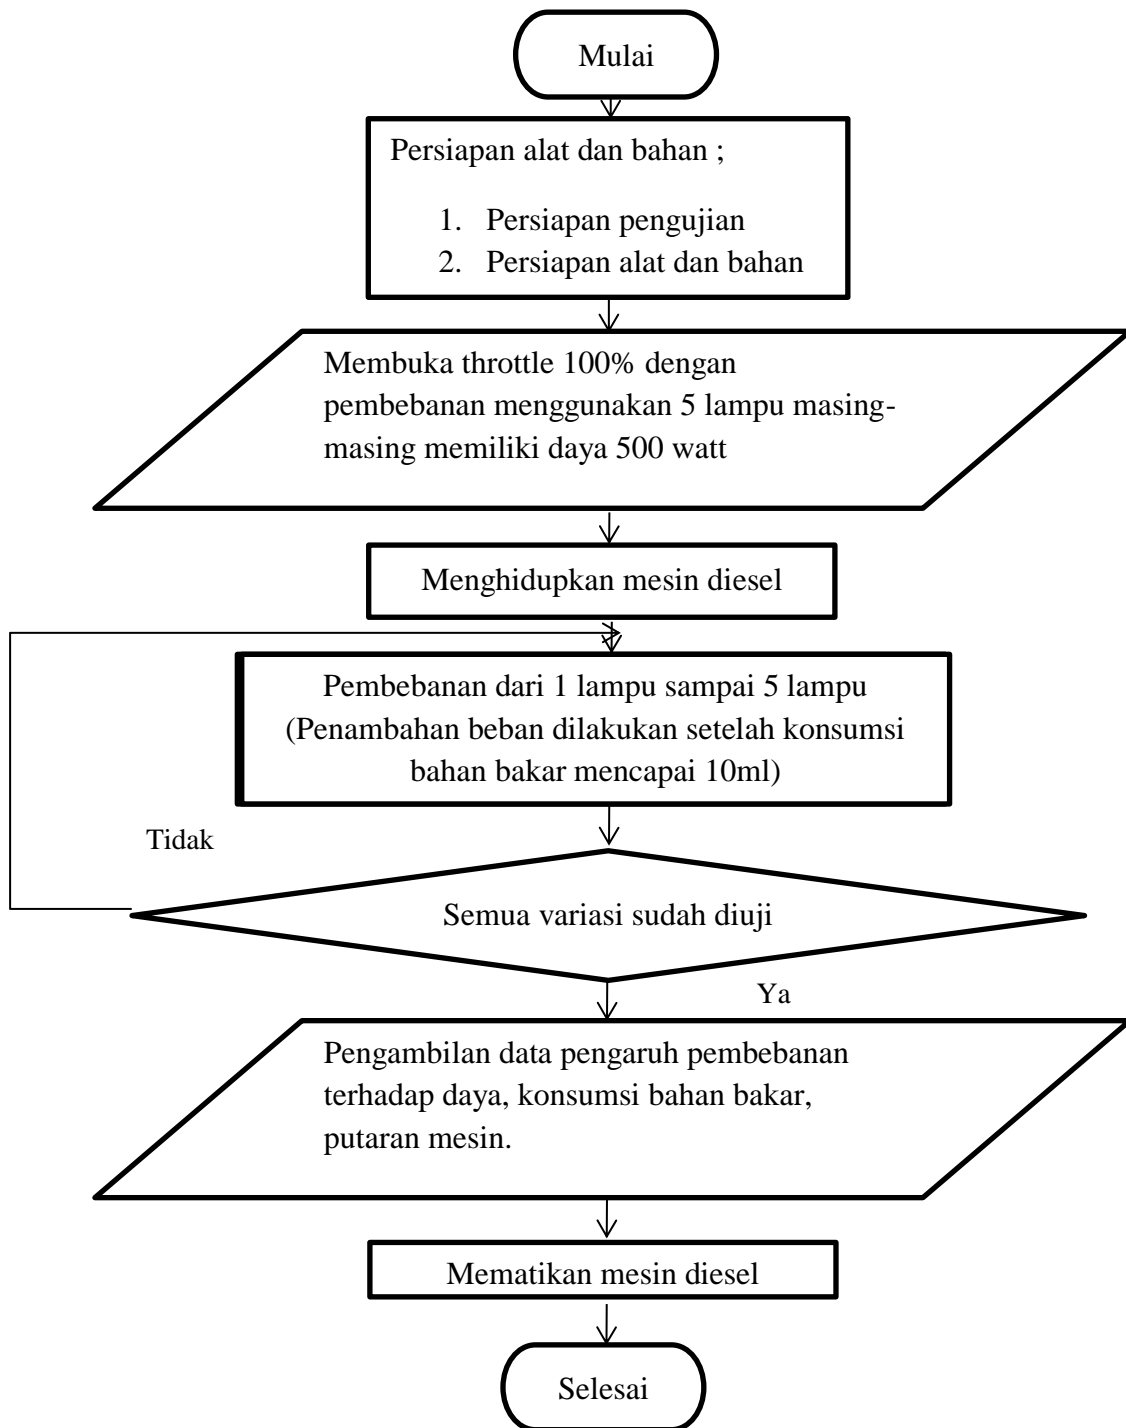 Mulai
Persiapan alat dan bahan ;
1. Persiapan pengujian
2. Persiapan alat dan bahan
Membuka throttle 100% dengan
pembebanan menggunakan 5 lampu masing-
masing memiliki daya 500 watt
Menghidupkan mesin diesel
Pembebanan dari 1 lampu sampai 5 lampu
(Penambahan beban dilakukan setelah konsumsi
bahan bakar mencapai 10ml)
Tidak
Semua variasi sudah diuji
Ya
Pengambilan data pengaruh pembebanan
terhadap daya, konsumsi bahan bakar,
putaran mesin.
Mematikan mesin diesel
Selesai